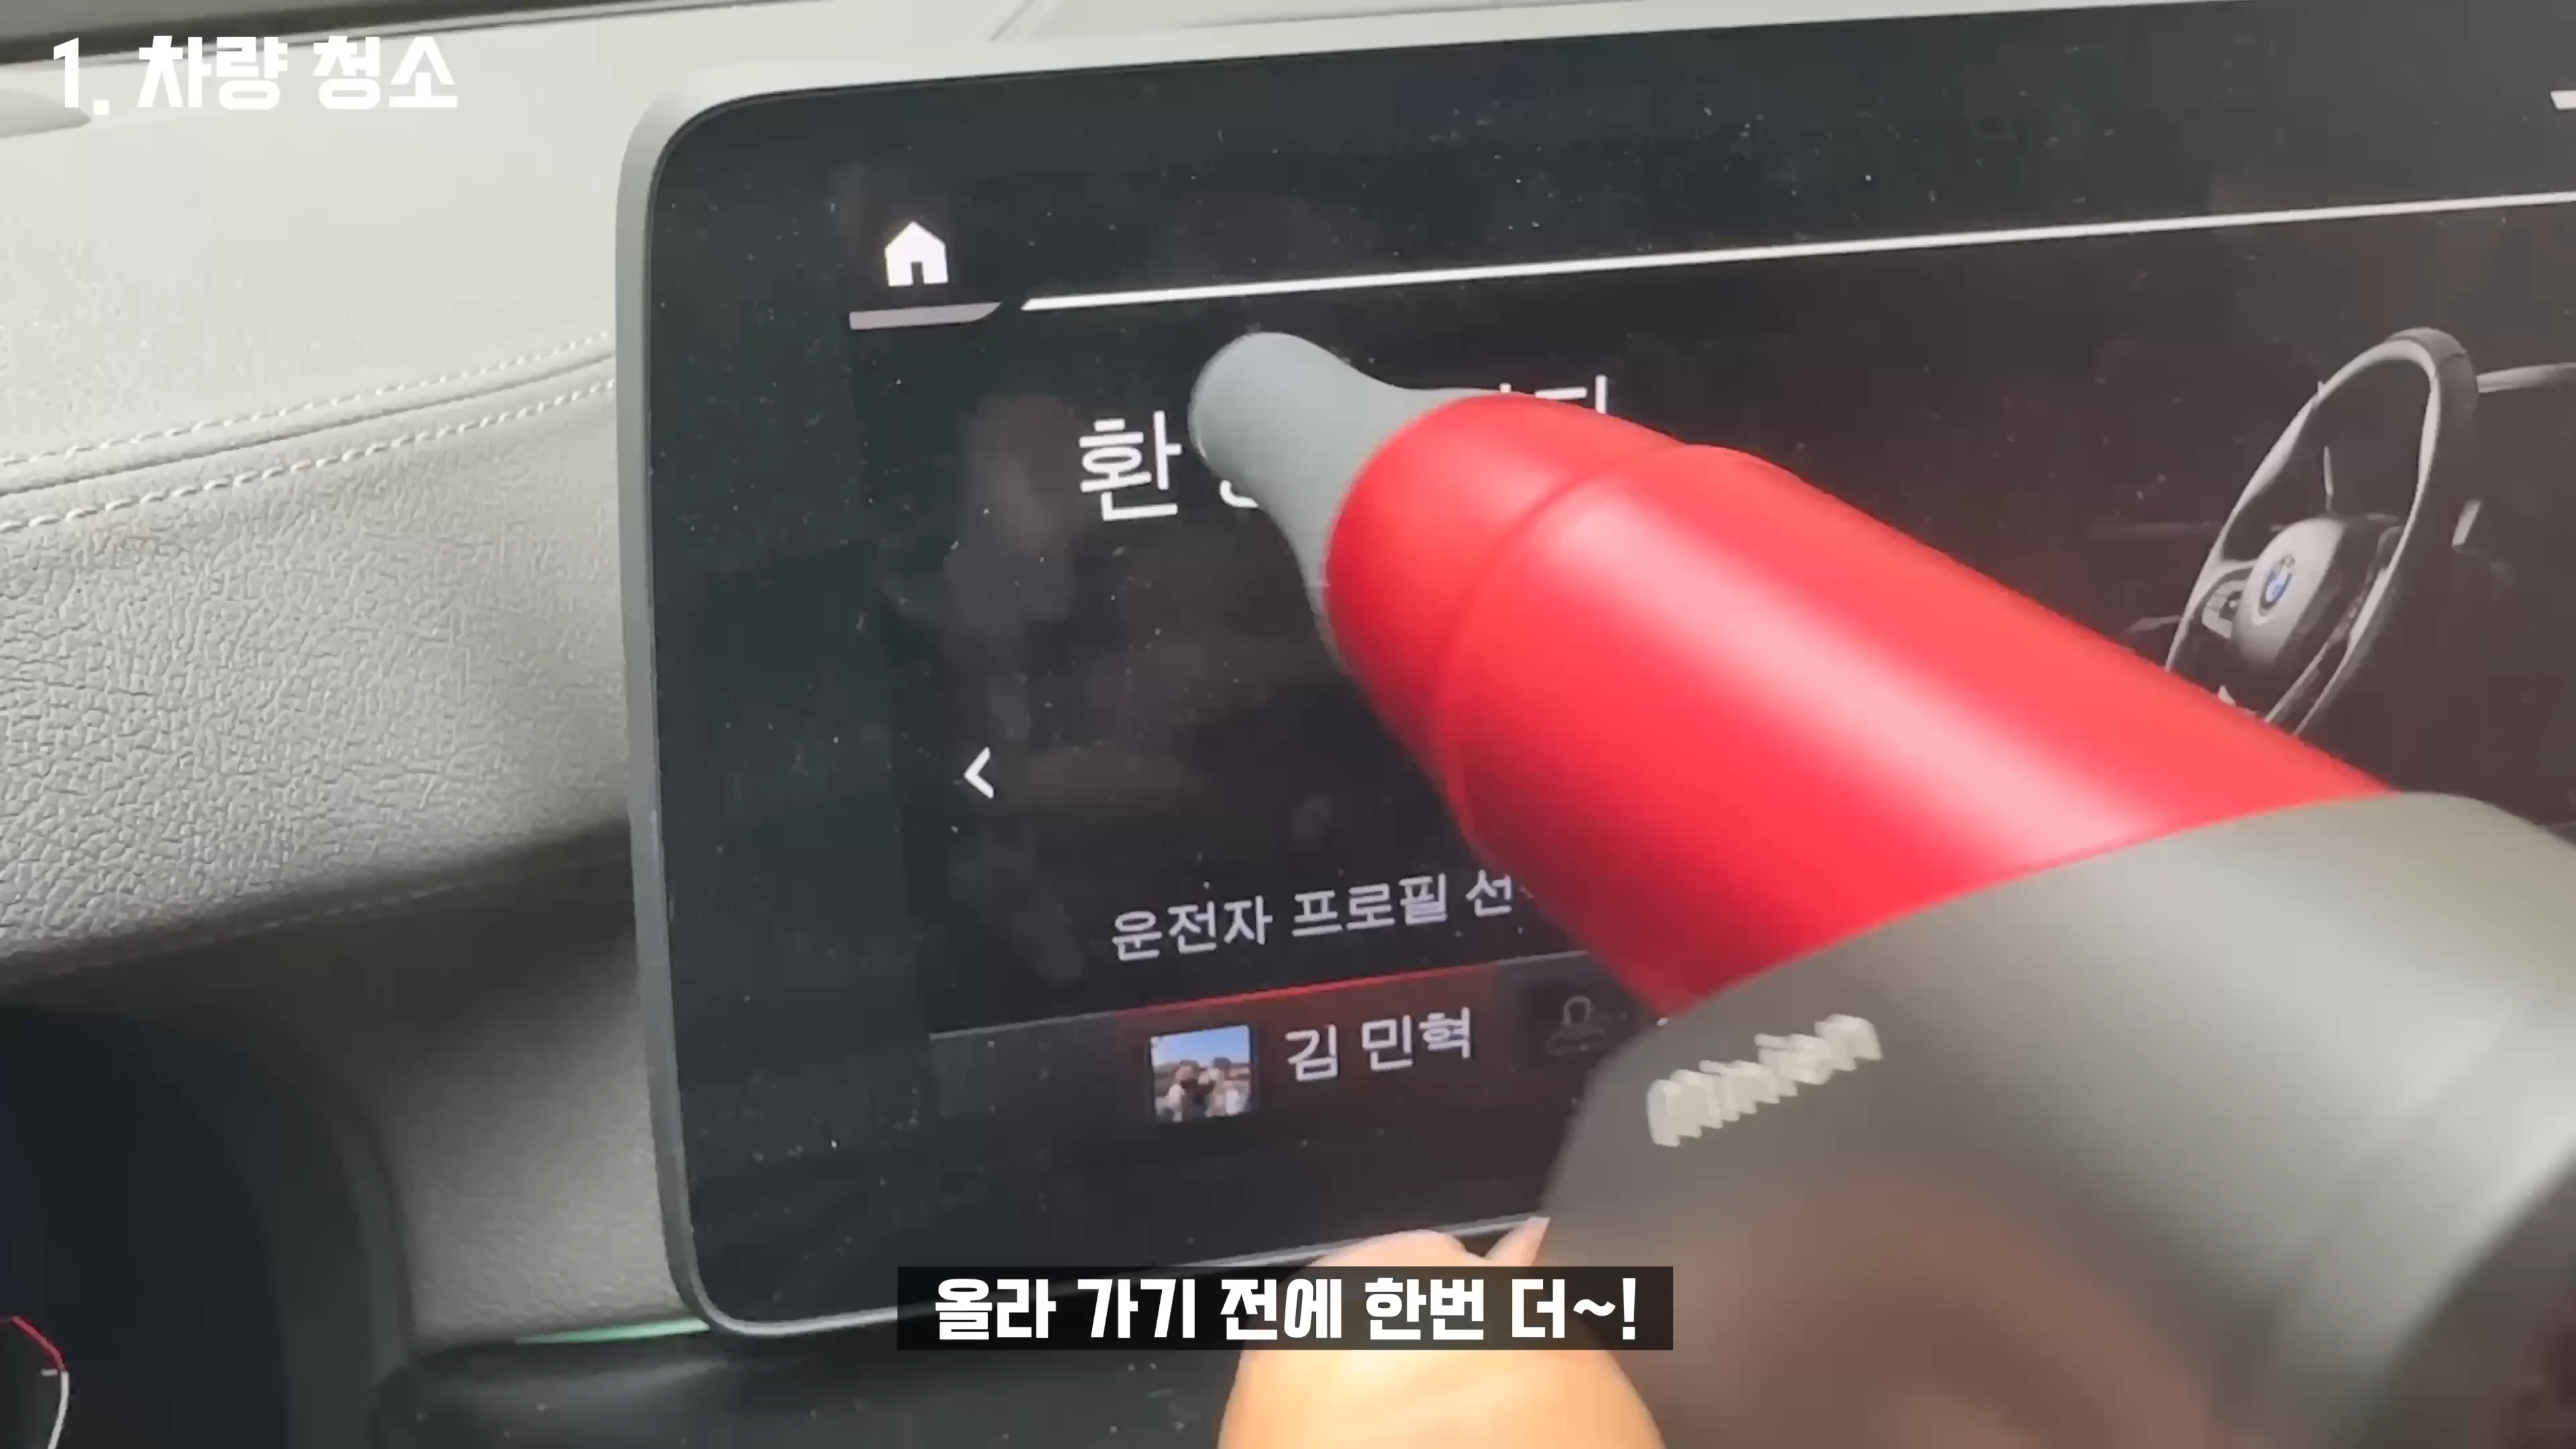 1. 차량 청소
환
운전자 프로필 선
김 민혁
올라 가기 전에 한번 더~!